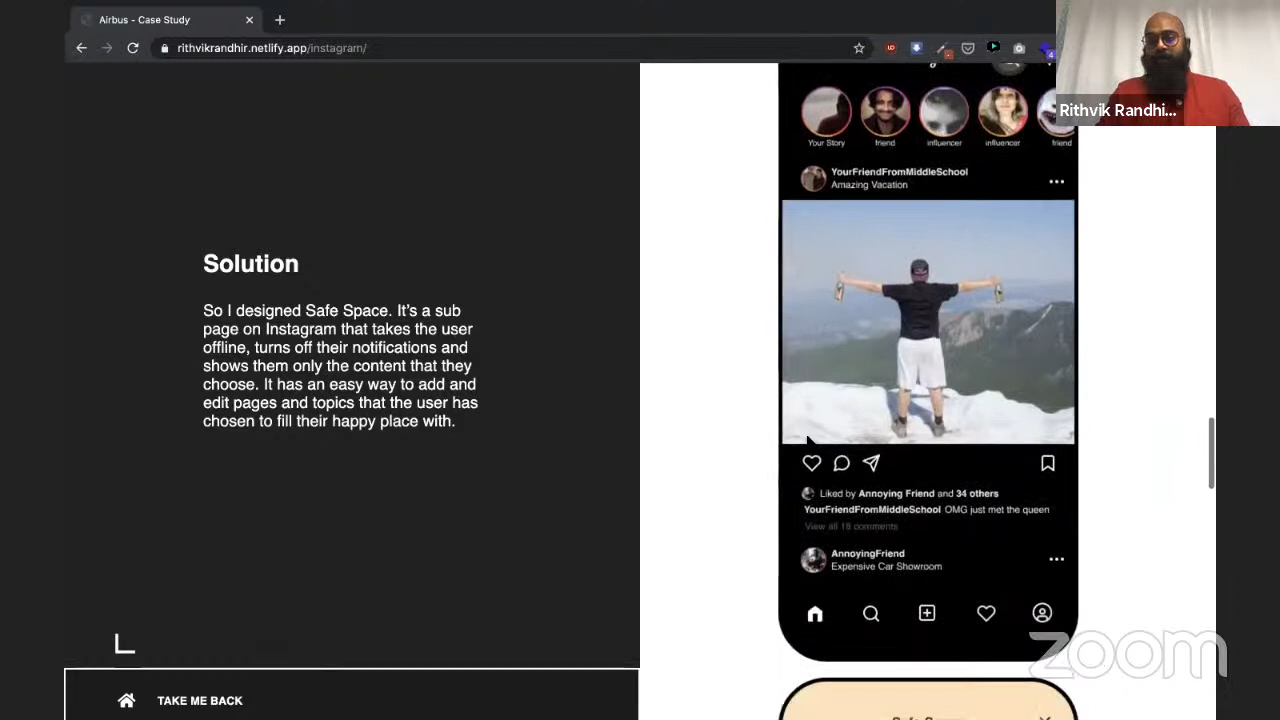 Airbus - Case Study
rithvikrandhir.netlify.app/instagram/
Rithvik Randhi...
Your Story
friend
influencer
influencer
friend
YourFriendFromMiddleSchool
Amazing Vacation
Solution
So I designed Safe Space. It's a sub
page on Instagram that takes the user
offline, turns off their notifications and
shows them only the content that they
choose. It has an easy way to add and
edit pages and topics that the user has
chosen to fill their happy place with.
Liked by Annoying Friend and 34 others
YourFriendFromMiddleSchool OMG just met the queen
View all 18 comments
AnnoyingFriend
Expensive Car Showroom
zoom
TAKE ME BACK